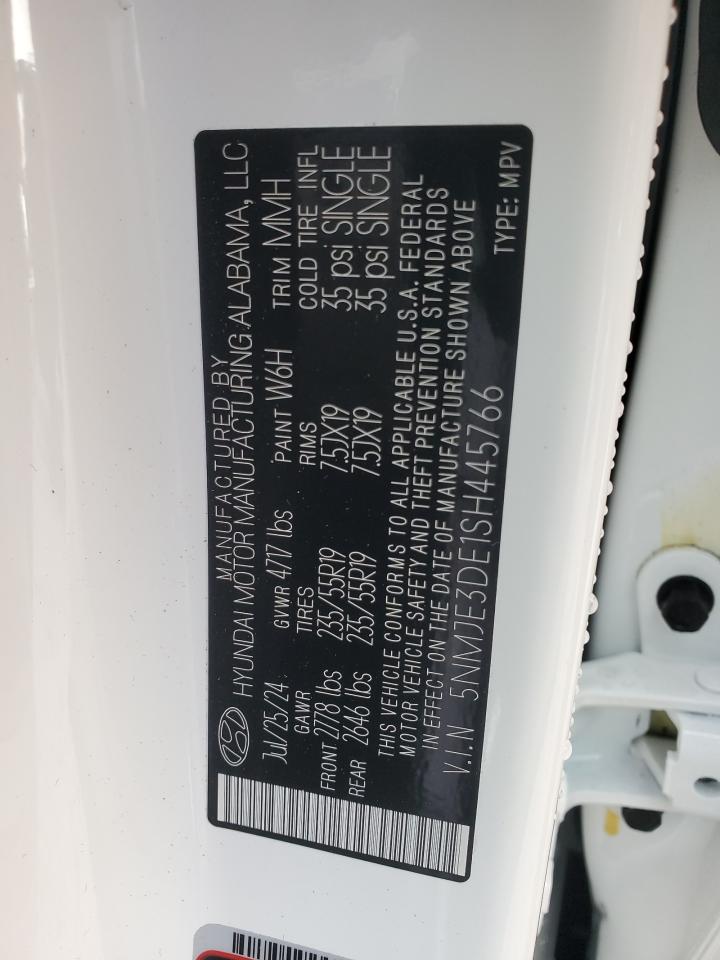 MANUFACTURED BY
HYUNDAI MOTOR MANUFACTURING ALABAMA, LLC
Jul/25/24 GVWR 4717 lbs PAINT W6H TRIM MMH
GAWR TIRES RIMS COLD TIRE INFL
FRONT 2778 lbs 235/55R19 7.5JX19 35 psi SINGLE
REAR 2646 lbs 235/55R19 7.5JX19 35 psi SINGLE
THIS VEHICLE CONFORMS TO ALL APPLICABLE U.S.A. FEDERAL
MOTOR VEHICLE SAFETY AND THEFT PREVENTION STANDARDS
IN EFFECT ON THE DATE OF MANUFACTURE SHOWN ABOVE
V.I.N 5NMJE3DE1SH445766 TYPE: MPV